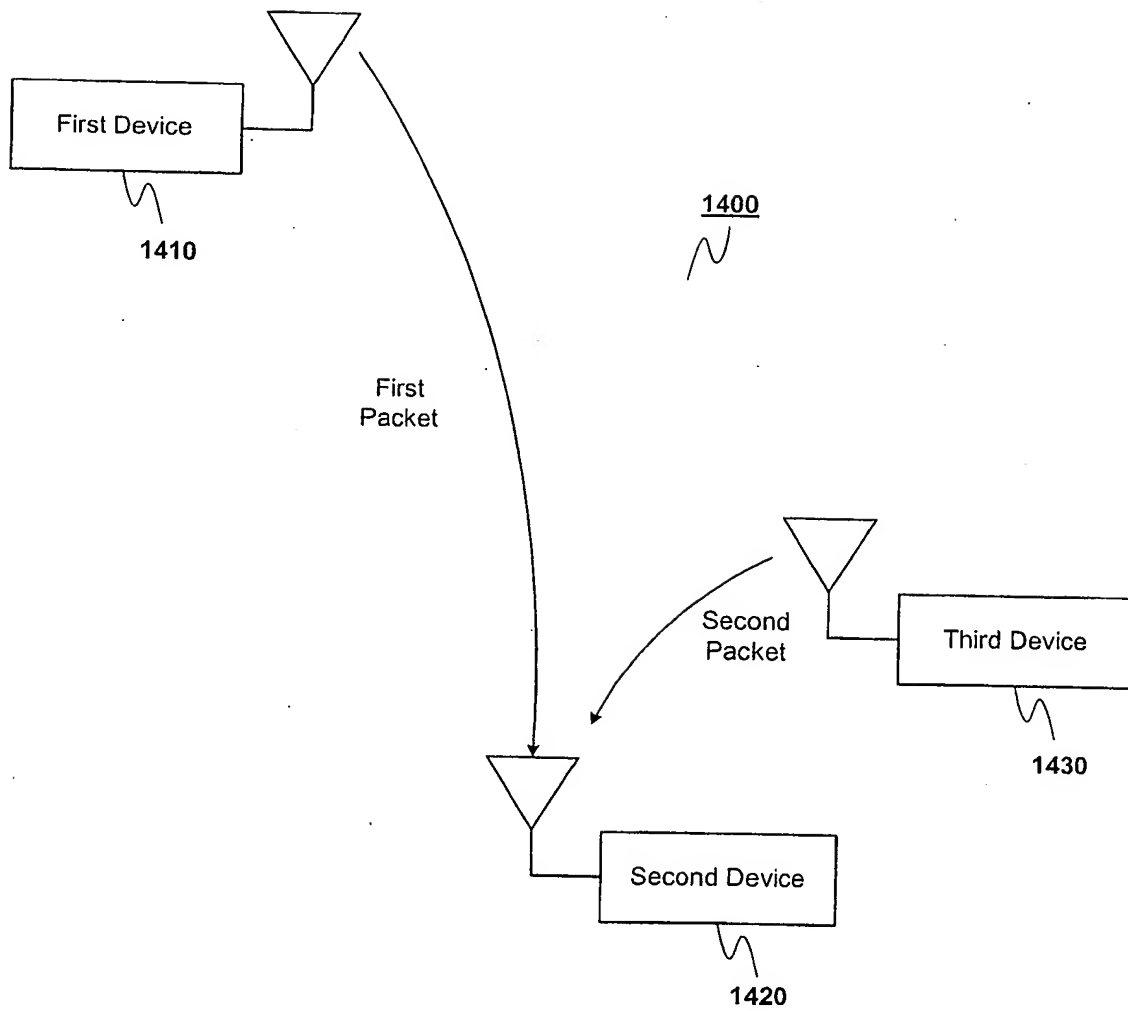 First Device
1410
1400
First
Packet
Second
Packet
Third Device
1430
Second Device
1420